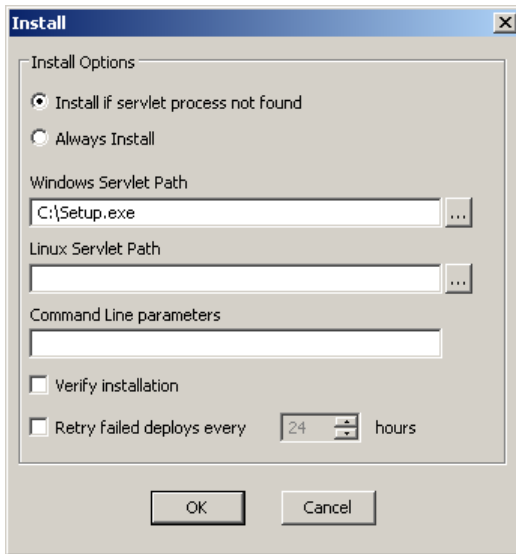 Install
Install Options
Install if servlet process not found
Always Install
Windows Servlet Path
C:\Setup.exe
...
Linux Servlet Path
...
Command Line parameters
Verify installation
Retry failed deploys every 24 hours
OK Cancel